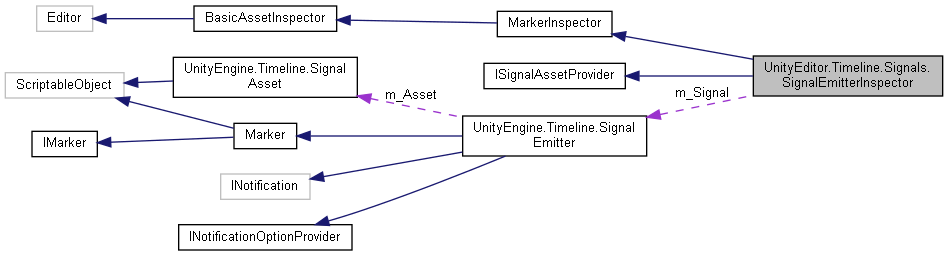 Editor
BasicAssetInspector
MarkerInspector
UnityEditor.Timeline.Signals.
SignalEmitterInspector
UnityEngine.Timeline.Signal
Asset
ISignalAssetProvider
ScriptableObject
m_Asset
m_Signal
UnityEngine.Timeline.Signal
Emitter
Marker
IMarker
INotification
INotificationOptionProvider